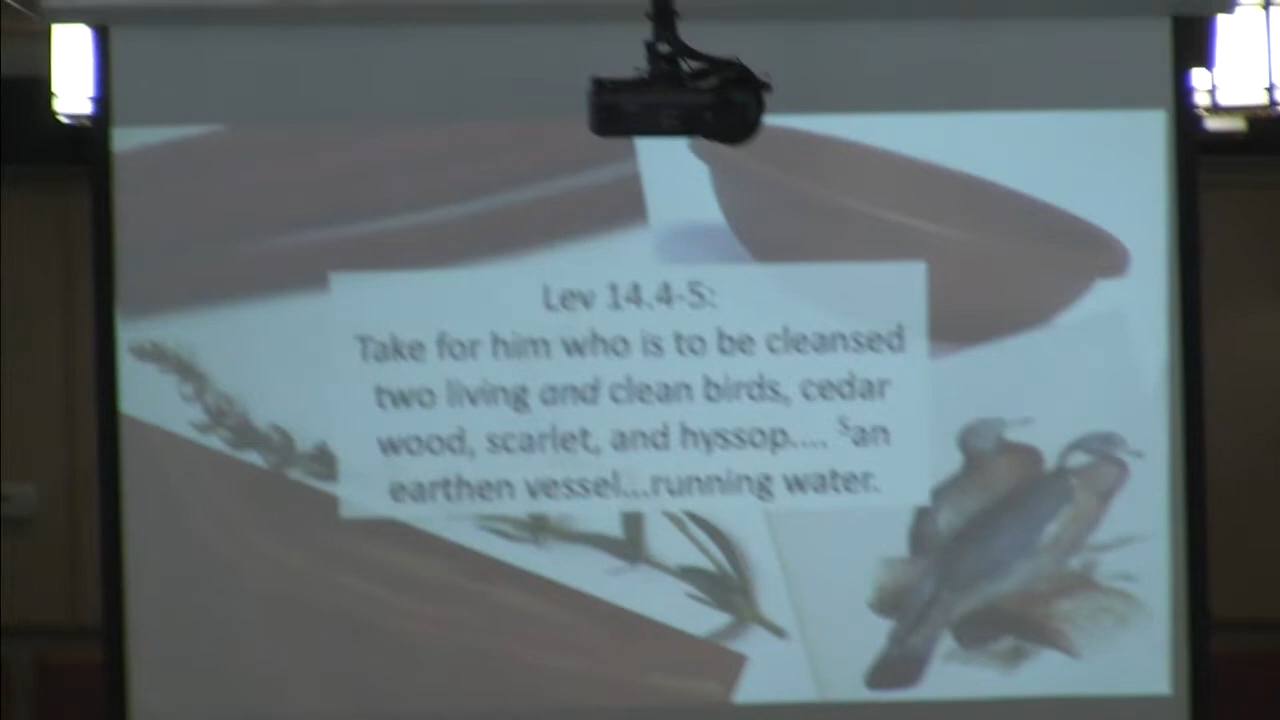 Lev 14.4-5:
Take for him who is to be cleansed
two living and clean birds, cedar
wood, scarlet, and hyssop.... ⁵an
earthen vessel...running water.